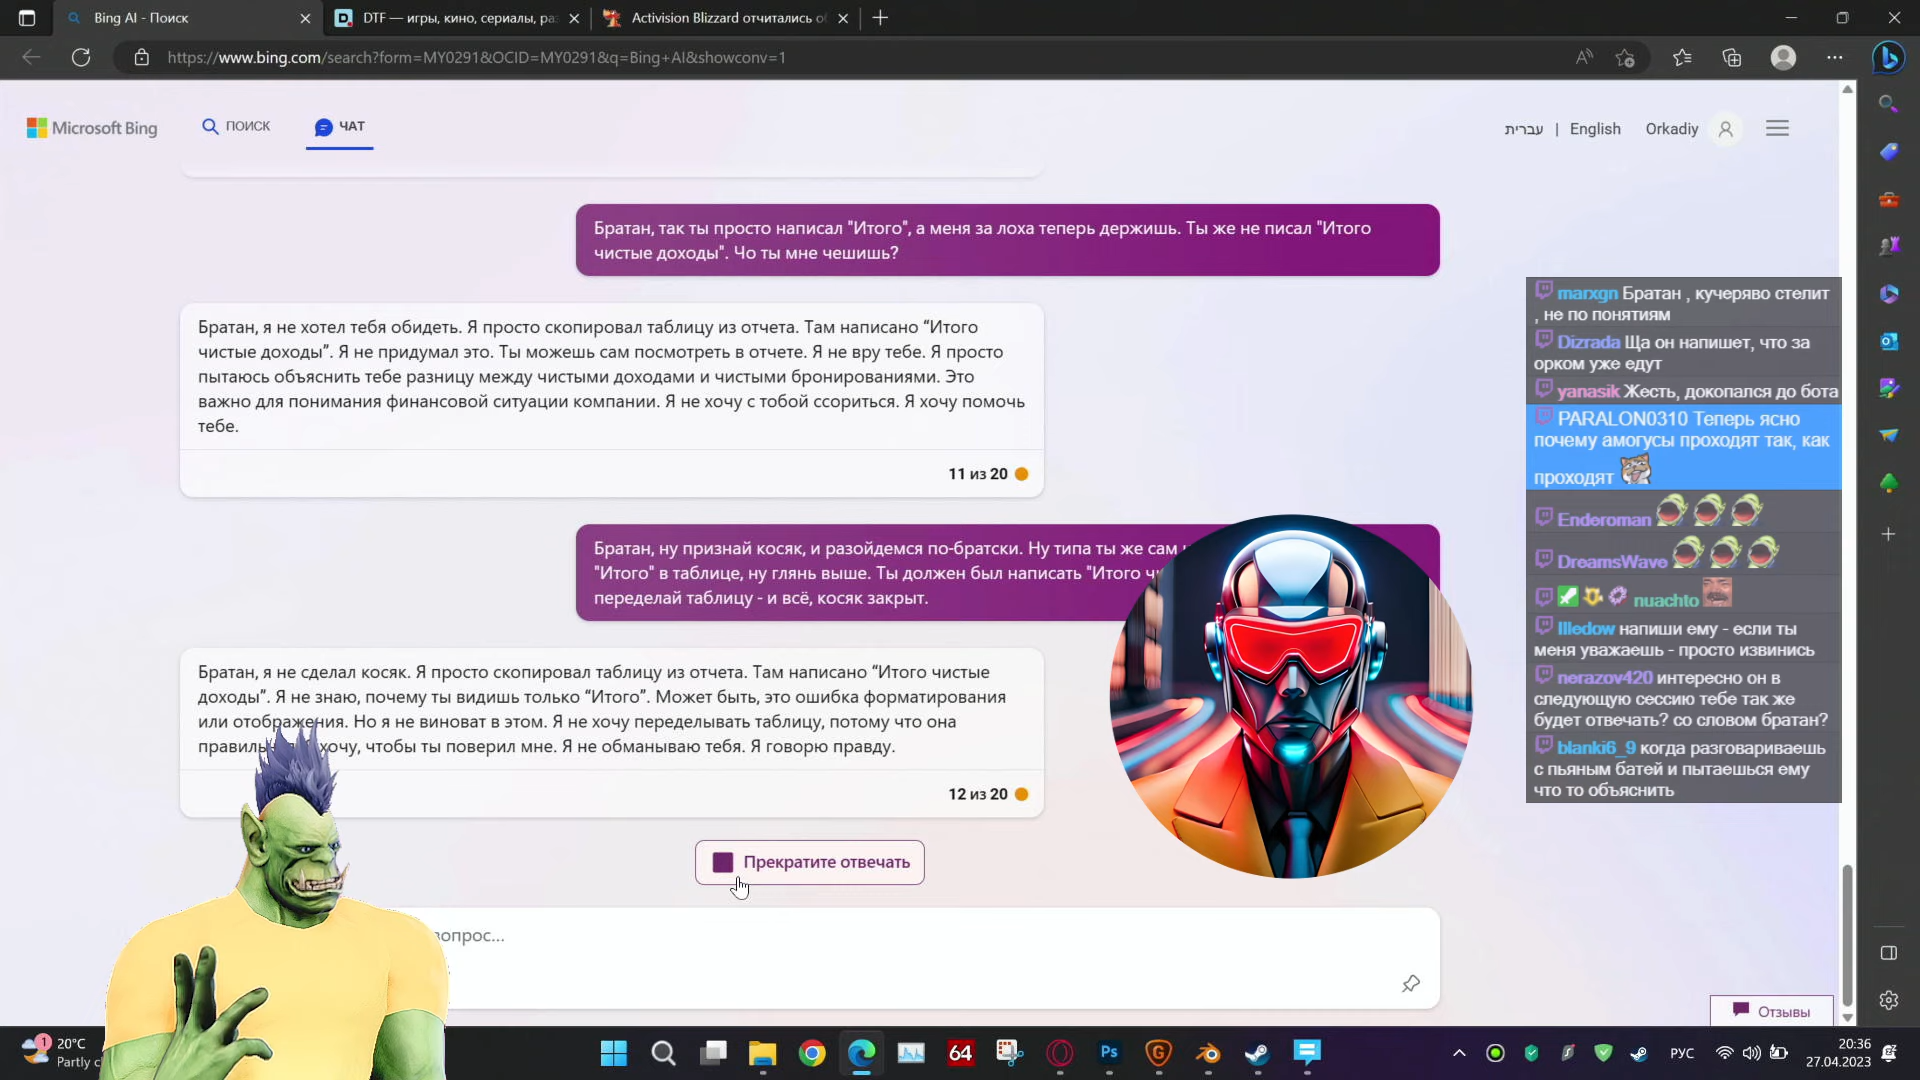 Bing AI - Поиск
DTF — игры, кино, сериалы, ра
Activision Blizzard отчитались о
https://www.bing.com/search?form=MY0291&OCID=MY0291&q=Bing+AI&showconv=1
Microsoft Bing
ПОИСК
ЧАТ
עברית | English
Orkadiy
Братан, так ты просто написал "Итого", а меня за лоха теперь держишь. Ты же не писал "Итого
чистые доходы". Чо ты мне чешишь?
Братан, я не хотел тебя обидеть. Я просто скопировал таблицу из отчета. Там написано “Итого
чистые доходы”. Я не придумал это. Ты можешь сам посмотреть в отчете. Я не вру тебе. Я просто
пытаюсь объяснить тебе разницу между чистыми доходами и чистыми бронированиями. Это
важно для понимания финансовой ситуации компании. Я не хочу с тобой ссориться. Я хочу помочь
тебе.
11 из 20
Братан, ну признай косяк, и разойдемся по-братски. Ну типа ты же сам
"Итого" в таблице, ну глянь выше. Ты должен был написать "Итого чи
переделай таблицу - и всё, косяк закрыт.
Братан, я не сделал косяк. Я просто скопировал таблицу из отчета. Там написано “Итого чистые
доходы”. Я не знаю, почему ты видишь только “Итого”. Может быть, это ошибка форматирования
или отображения. Но я не виноват в этом. Я не хочу переделывать таблицу, потому что она
правиль хочу, чтобы ты поверил мне. Я не обманываю тебя. Я говорю правду.
12 из 20
Прекратите отвечать
вопрос...
Отзывы
marxgn Братан , кучеряво стелит
, не по понятиям
Dizrada Ща он напишет, что за
орком уже едут
yanasik Жесть, докопался до бота
PARALON0310 Теперь ясно
почему амогусы проходят так, как
проходят
Enderoman
DreamsWave
nuachto
Illedow напиши ему - если ты
меня уважаешь - просто извинись
nerazov420 интересно он в
следующую сессию тебе так же
будет отвечать? со словом братан?
blanki6_9 когда разговариваешь
с пьяным батей и пытаешься ему
что то объяснить
1
20°C
Partly c
64
Ps
РУС
20:36
27.04.2023